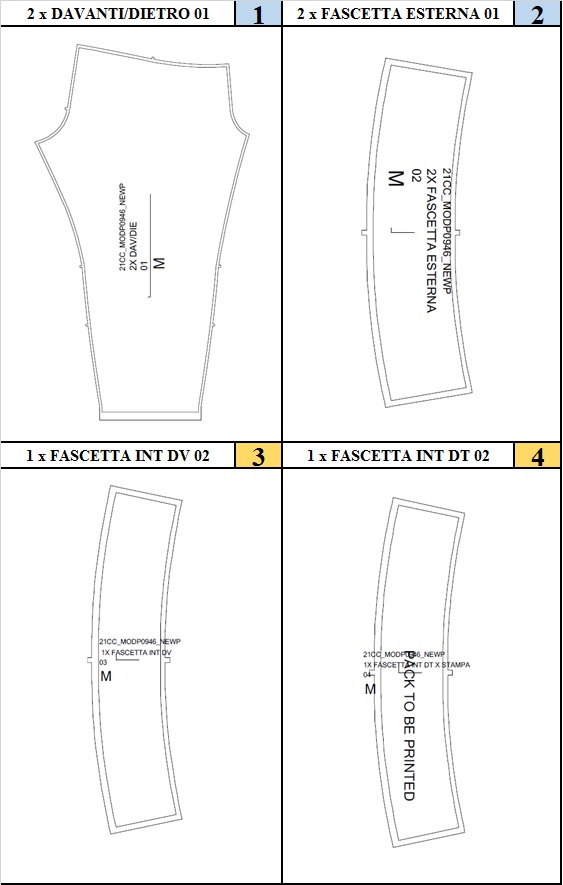 2 x DAVANTI/DIETRO 01
1
2 x FASCETTA ESTERNA 01
2
21CC_MODP0946_NEWP
2X DAV/DIE
01
M
21CC_MODP0946_NEWP
2X FASCETTA ESTERNA
02
M
1 x FASCETTA INT DV 02
3
1 x FASCETTA INT DT 02
4
21CC_MODP0946_NEWP
1X FASCETTA INT DV
03
M
21CC_MODP0946_NEWP
1X FASCETTA INT DT X STAMPA
04
M
PACK TO BE PRINTED